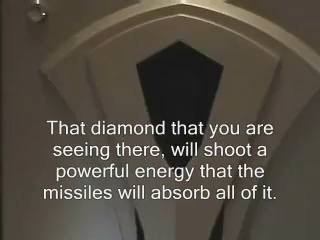 That diamond that you are
seeing there, will shoot a
powerful energy that the
missiles will absorb all of it.